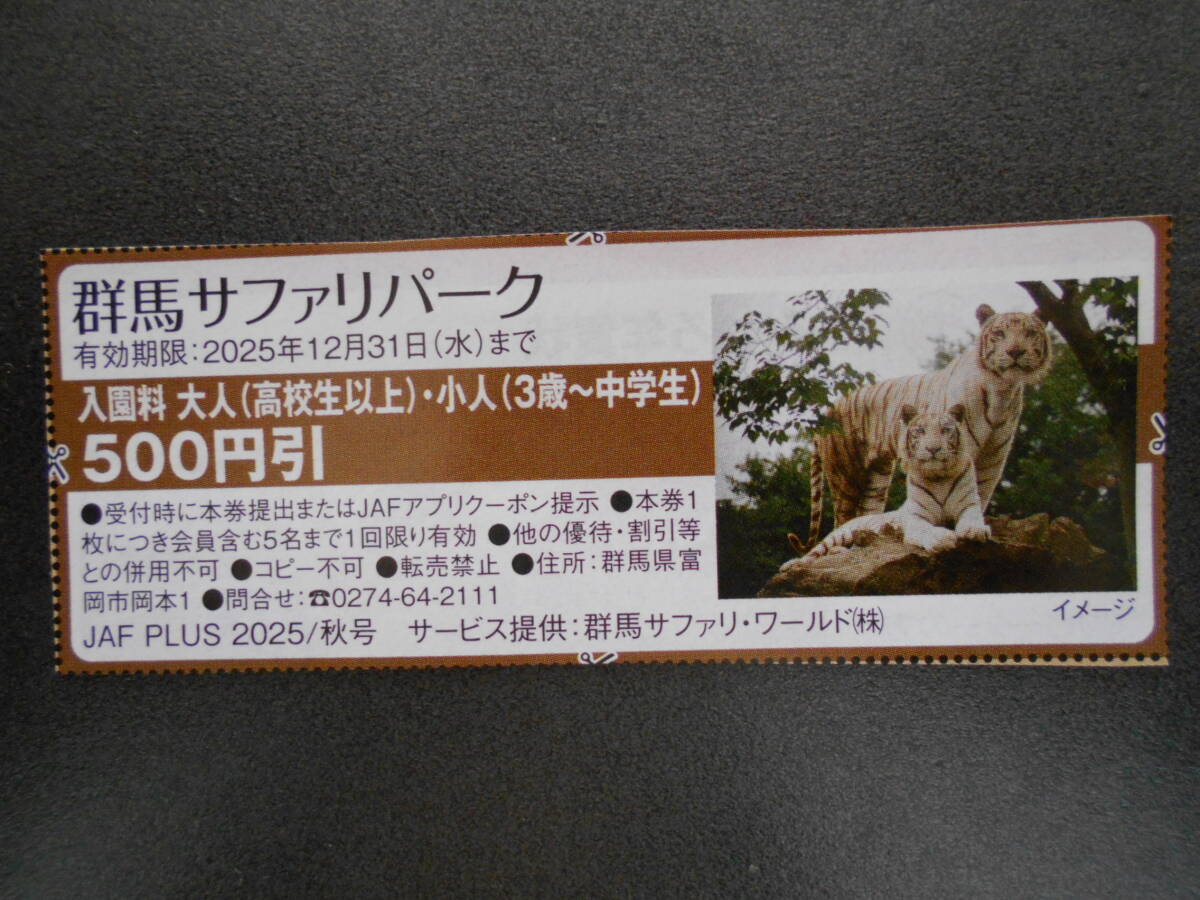 群馬サファリパーク
有効期限:2025年12月31日(水)まで
入園料 大人(高校生以上)・小人(3歳〜中学生)
500円引
●受付時に本券提出またはJAFアプリクーポン提示 ●本券1
枚につき会員含む5名まで1回限り有効 ●他の優待・割引等
との併用不可 ●コピー不可 ●転売禁止 ●住所:群馬県富
岡市岡本1 ●問合せ:☎0274-64-2111
JAF PLUS 2025/秋号 サービス提供:群馬サファリ・ワールド㈱
イメージ